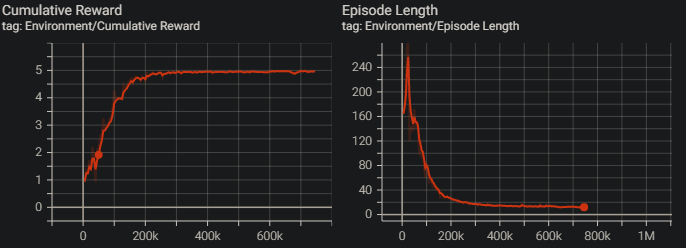 Cumulative Reward
tag: Environment/Cumulative Reward
5
4
3
2
1
0
0 200k 400k 600k
Episode Length
tag: Environment/Episode Length
240
200
160
120
80
40
0
0 200k 400k 600k 800k 1M